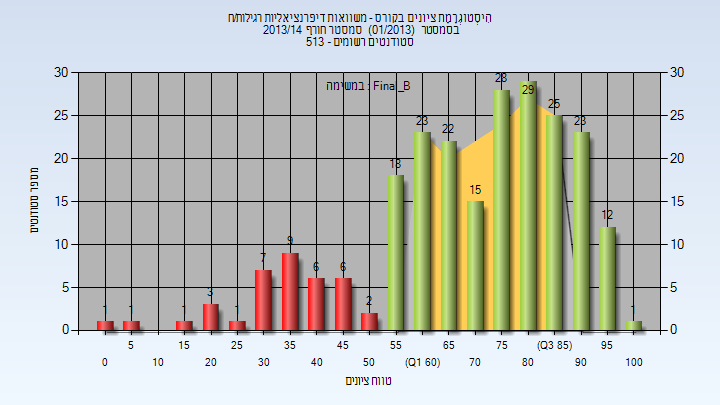 היסטוגרמת ציונים בקורס - משוואות דיפרנציאליות רגילות/ח
בסמסטר (01/2013) סמסטר חורף 2013/14
סטודנטים רשומים - 513
במשימה : Final_B
מספר סטודנטים
30
25
20
15
10
5
0
30
25
20
15
10
5
0
1 1 1 3 1 7 9 6 6 2 18 23 22 15 28 29 25 23 12 1
5 15 25 35 45 55 65 75 (Q3 85) 95
0 10 20 30 40 50 (Q1 60) 70 80 90 100
טווח ציונים